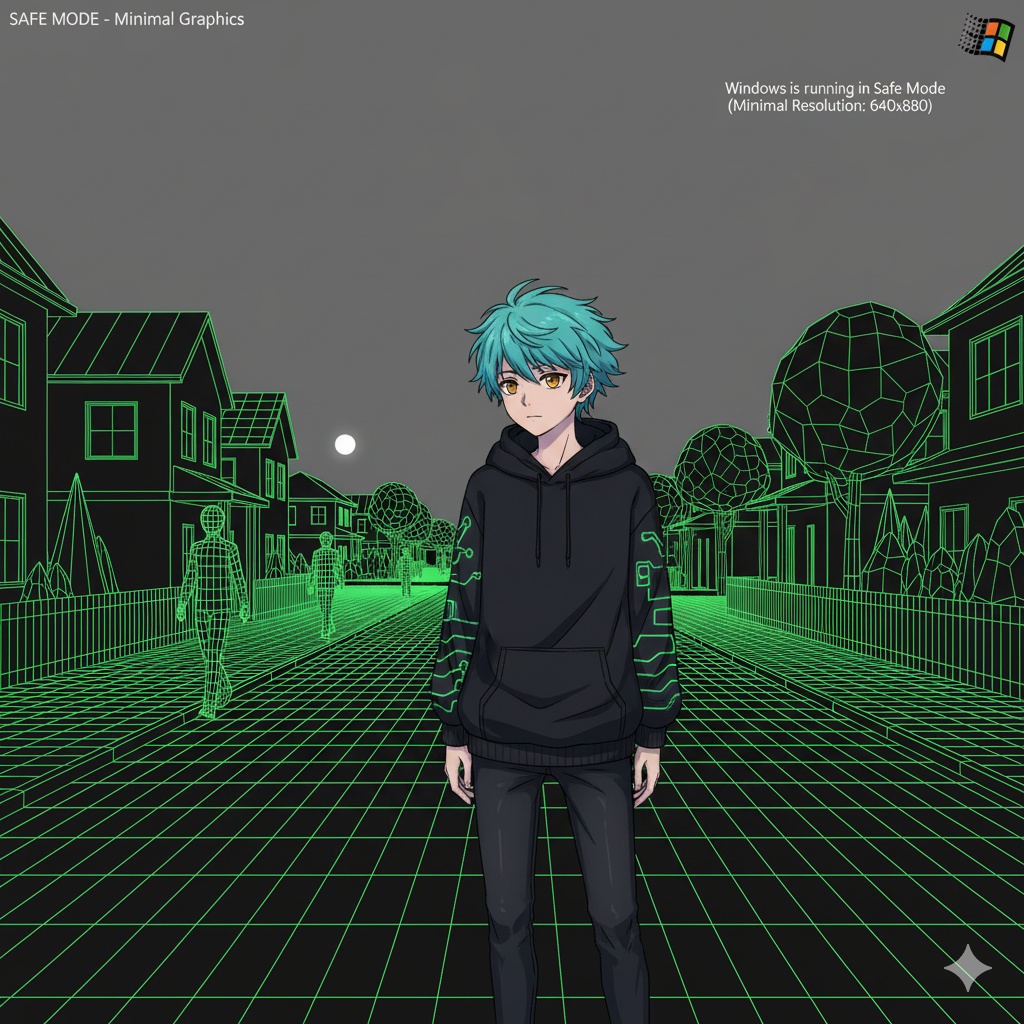 SAFE MODE - Minimal Graphics
Windows is running in Safe Mode
(Minimal Resolution: 640x880)